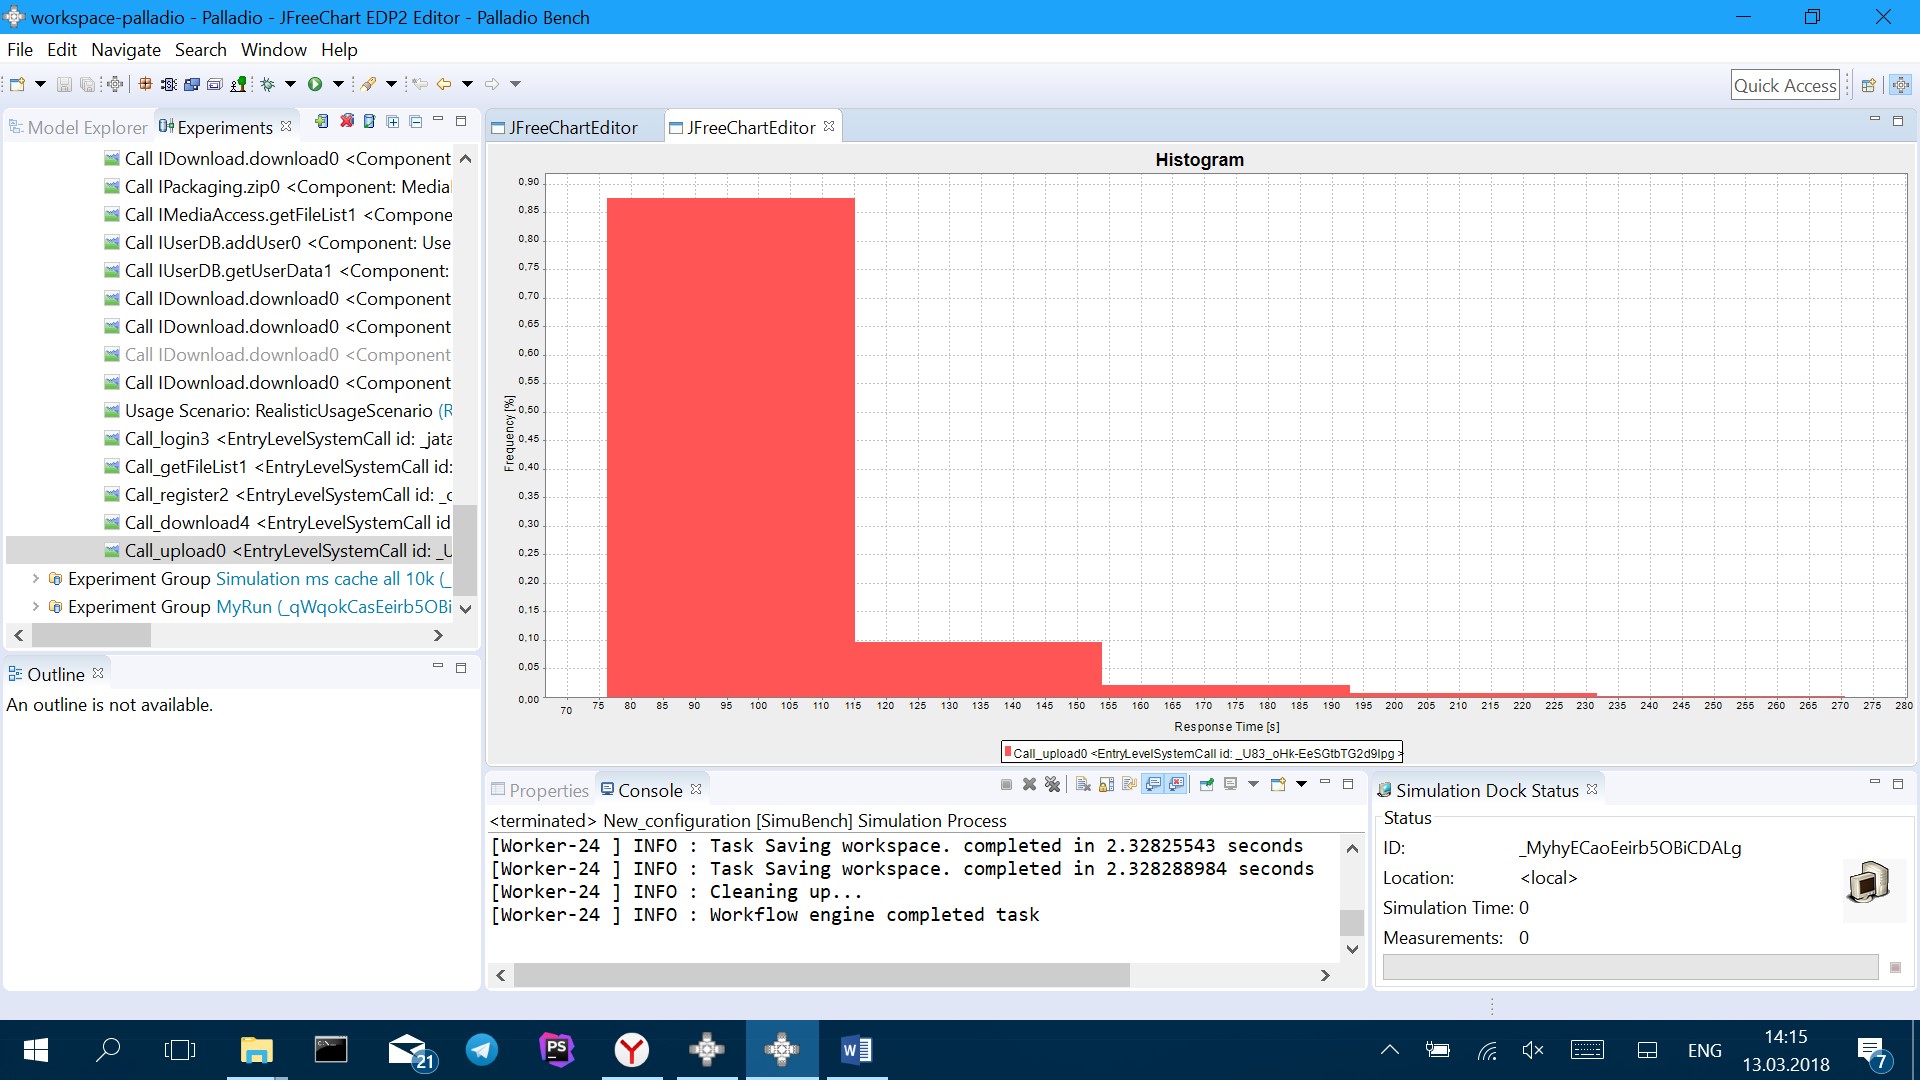 workspace-palladio - Palladio - JFreeChart EDP2 Editor - Palladio Bench
File Edit Navigate Search Window Help
Quick Access
Model Explorer Experiments
Call IDownload.download0 <Component
Call IPackaging.zip0 <Component: Media
Call IMediaAccess.getFileList1 <Compone
Call IUserDB.addUser0 <Component: Use
Call IUserDB.getUserData1 <Component:
Call IDownload.download0 <Component
Call IDownload.download0 <Component
Call IDownload.download0 <Component
Call IDownload.download0 <Component
Usage Scenario: RealisticUsageScenario (R
Call_login3 <EntryLevelSystemCall id: _jata
Call_getFileList1 <EntryLevelSystemCall id:
Call_register2 <EntryLevelSystemCall id: _c
Call_download4 <EntryLevelSystemCall id
Call_upload0 <EntryLevelSystemCall id: _U
Experiment Group Simulation ms cache all 10k (_
Experiment Group MyRun (_qWqokCasEeirb5OBi
Outline
An outline is not available.
JFreeChartEditor JFreeChartEditor
Histogram
Frequency [%]
0,90
0,85
0,80
0,75
0,70
0,65
0,60
0,55
0,50
0,45
0,40
0,35
0,30
0,25
0,20
0,15
0,10
0,05
0,00
70 75 80 85 90 95 100 105 110 115 120 125 130 135 140 145 150 155 160 165 170 175 180 185 190 195 200 205 210 215 220 225 230 235 240 245 250 255 260 265 270 275 280
Response Time [s]
Call_upload0 <EntryLevelSystemCall id: _U83_oHk-EeSGtbTG2d9Ipg >
Properties Console
<terminated> New_configuration [SimuBench] Simulation Process
[Worker-24 ] INFO : Task Saving workspace. completed in 2.32825543 seconds
[Worker-24 ] INFO : Task Saving workspace. completed in 2.328288984 seconds
[Worker-24 ] INFO : Cleaning up...
[Worker-24 ] INFO : Workflow engine completed task
Simulation Dock Status
Status
ID: _MyhyECaoEeirb5OBiCDALg
Location: <local>
Simulation Time: 0
Measurements: 0
21
PS
W
ENG
14:15
13.03.2018
7